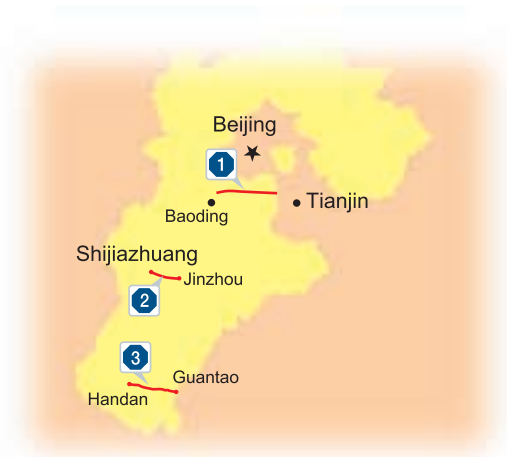 Beijing
1
Tianjin
Baoding
Shijiazhuang
Jinzhou
2
3
Guantao
Handan